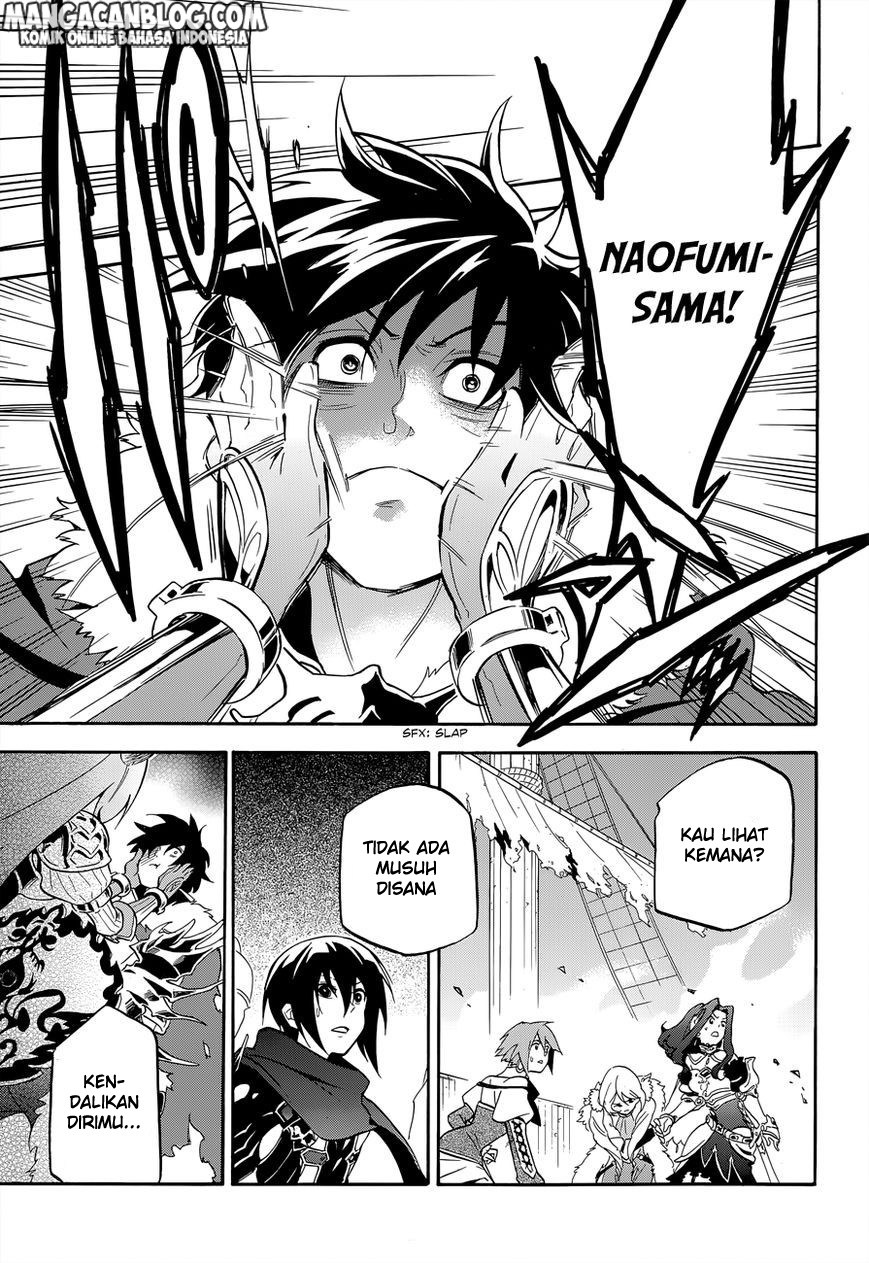 MANGACANBLOG.COM
KOMIK ONLINE BAHASA INDONESIA
NAOFUMI-
SAMA!
SFX: SLAP
KAU LIHAT
KEMANA?
TIDAK ADA
MUSUH
DISANA
KEN-
DALIKAN
DIRIMU...